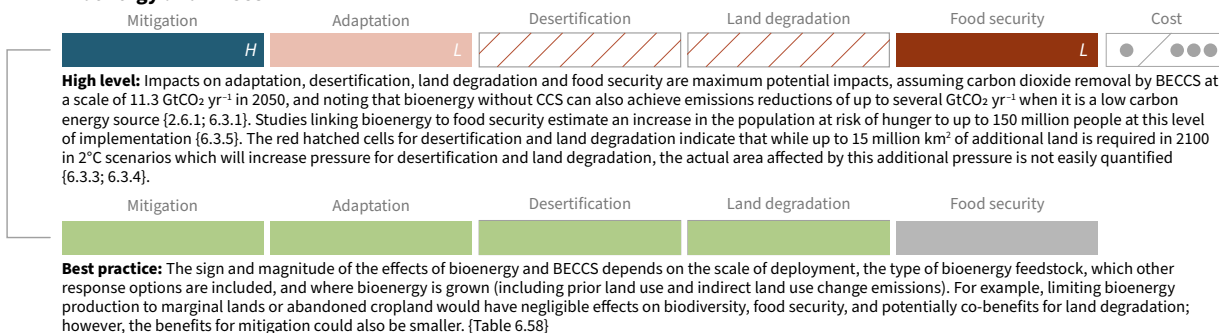 Mitigation Adaptation Desertification Land degradation Food security Cost
H L L
High level: Impacts on adaptation, desertification, land degradation and food security are maximum potential impacts, assuming carbon dioxide removal by BECCS at
a scale of 11.3 GtCO₂ yr⁻¹ in 2050, and noting that bioenergy without CCS can also achieve emissions reductions of up to several GtCO₂ yr⁻¹ when it is a low carbon
energy source {2.6.1; 6.3.1}. Studies linking bioenergy to food security estimate an increase in the population at risk of hunger to up to 150 million people at this level
of implementation {6.3.5}. The red hatched cells for desertification and land degradation indicate that while up to 15 million km² of additional land is required in 2100
in 2°C scenarios which will increase pressure for desertification and land degradation, the actual area affected by this additional pressure is not easily quantified
{6.3.3; 6.3.4}.
Mitigation Adaptation Desertification Land degradation Food security
Best practice: The sign and magnitude of the effects of bioenergy and BECCS depends on the scale of deployment, the type of bioenergy feedstock, which other
response options are included, and where bioenergy is grown (including prior land use and indirect land use change emissions). For example, limiting bioenergy
production to marginal lands or abandoned cropland would have negligible effects on biodiversity, food security, and potentially co-benefits for land degradation;
however, the benefits for mitigation could also be smaller. {Table 6.58}